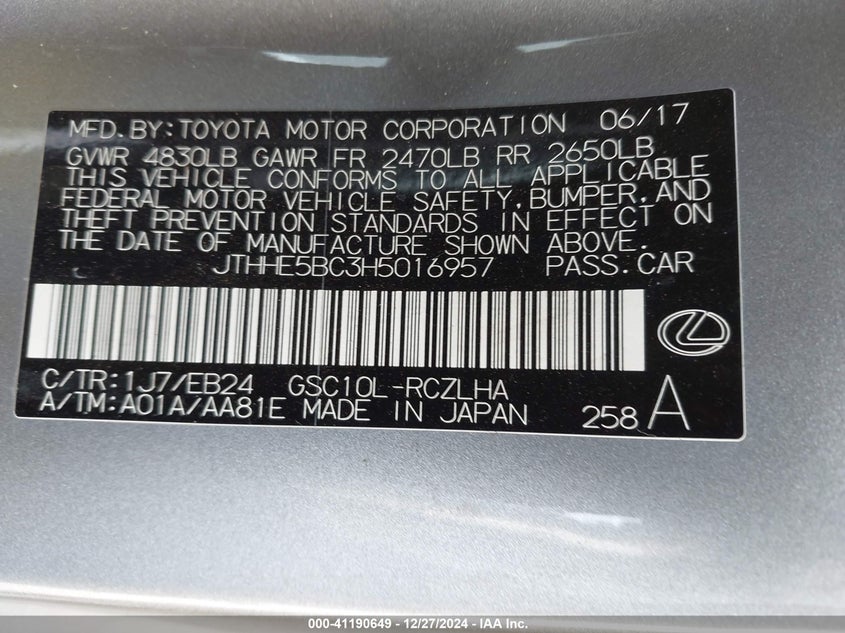 MFD.BY:TOYOTA MOTOR CORPORATION 06/17
GVWR 4830LB GAWR FR 2470LB RR 2650LB
THIS VEHICLE CONFORMS TO ALL APPLICABLE
FEDERAL MOTOR VEHICLE SAFETY,BUMPER,AND
THEFT PREVENTION STANDARDS IN EFFECT ON
THE DATE OF MANUFACTURE SHOWN ABOVE.
JTHHE5BC3H5016957 PASS.CAR
C/TR:1J7/EB24 GSC10L-RCZLHA
A/TM:A01A/AA81E MADE IN JAPAN 258 A
000-41190649 - 12/27/2024 - IAA Inc.